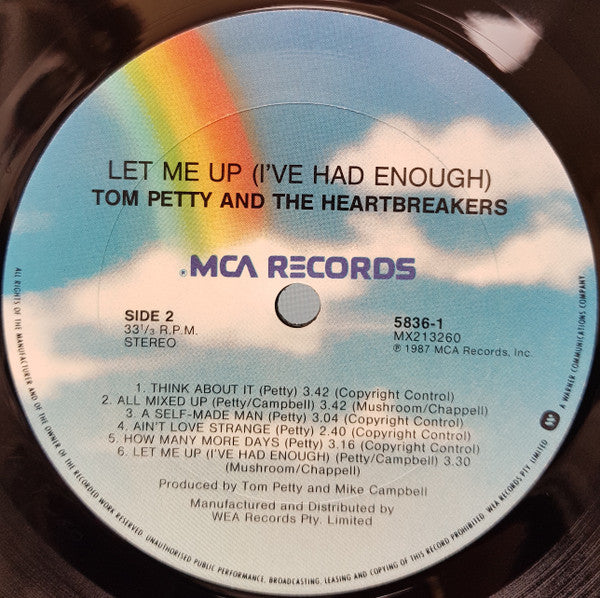 LET ME UP (I'VE HAD ENOUGH)
TOM PETTY AND THE HEARTBREAKERS
® MCA RECORDS
SIDE 2
33 1/3 R.P.M.
STEREO
5836-1
MX213260
℗ 1987 MCA Records, Inc.
1. THINK ABOUT IT (Petty) 3.42 (Copyright Control)
2. ALL MIXED UP (Petty/Campbell) 3.42 (Mushroom/Chappell)
3. A SELF-MADE MAN (Petty) 3.04 (Copyright Control)
4. AIN'T LOVE STRANGE (Petty) 2.40 (Copyright Control)
5. HOW MANY MORE DAYS (Petty) 3.16 (Copyright Control)
6. LET ME UP (I'VE HAD ENOUGH) (Petty/Campbell) 3.30
(Mushroom/Chappell)
Produced by Tom Petty and Mike Campbell
Manufactured and Distributed by
WEA Records Pty. Limited
ALL RIGHTS OF THE MANUFACTURER AND OF THE OWNER OF THE RECORDED WORK RESERVED. UNAUTHORISED PUBLIC PERFORMANCE, BROADCASTING, LEASING AND COPYING OF THIS RECORD PROHIBITED. WEA RECORDS PTY. LIMITED A WARNER COMMUNICATIONS COMPANY.